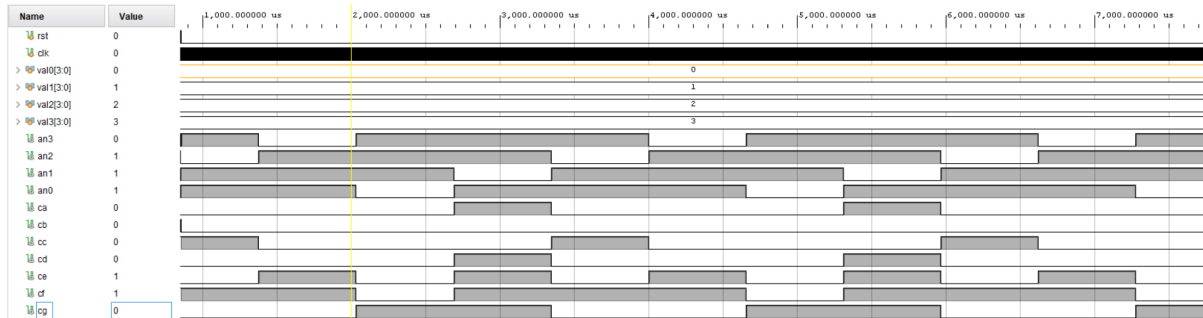 Name Value 1,000.000000 us 2,000.000000 us 3,000.000000 us 4,000.000000 us 5,000.000000 us 6,000.000000 us 7,000.000000 us
rst 0
clk 0
> val0[3:0] 0 0
> val1[3:0] 1 1
> val2[3:0] 2 2
> val3[3:0] 3 3
an3 0
an2 1
an1 1
an0 1
ca 0
cb 0
cc 0
cd 0
ce 1
cf 1
cg 0